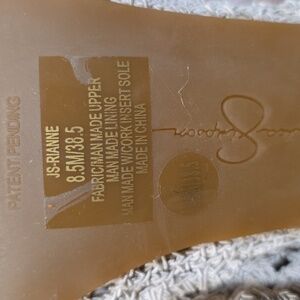 PATENT PENDING
JS-RIANNE
8.5M/38.5
FABRIC/MAN MADE UPPER
MAN MADE LINING
MAN MADE W/CORK INSERT SOLE
MADE IN CHINA
Simpson